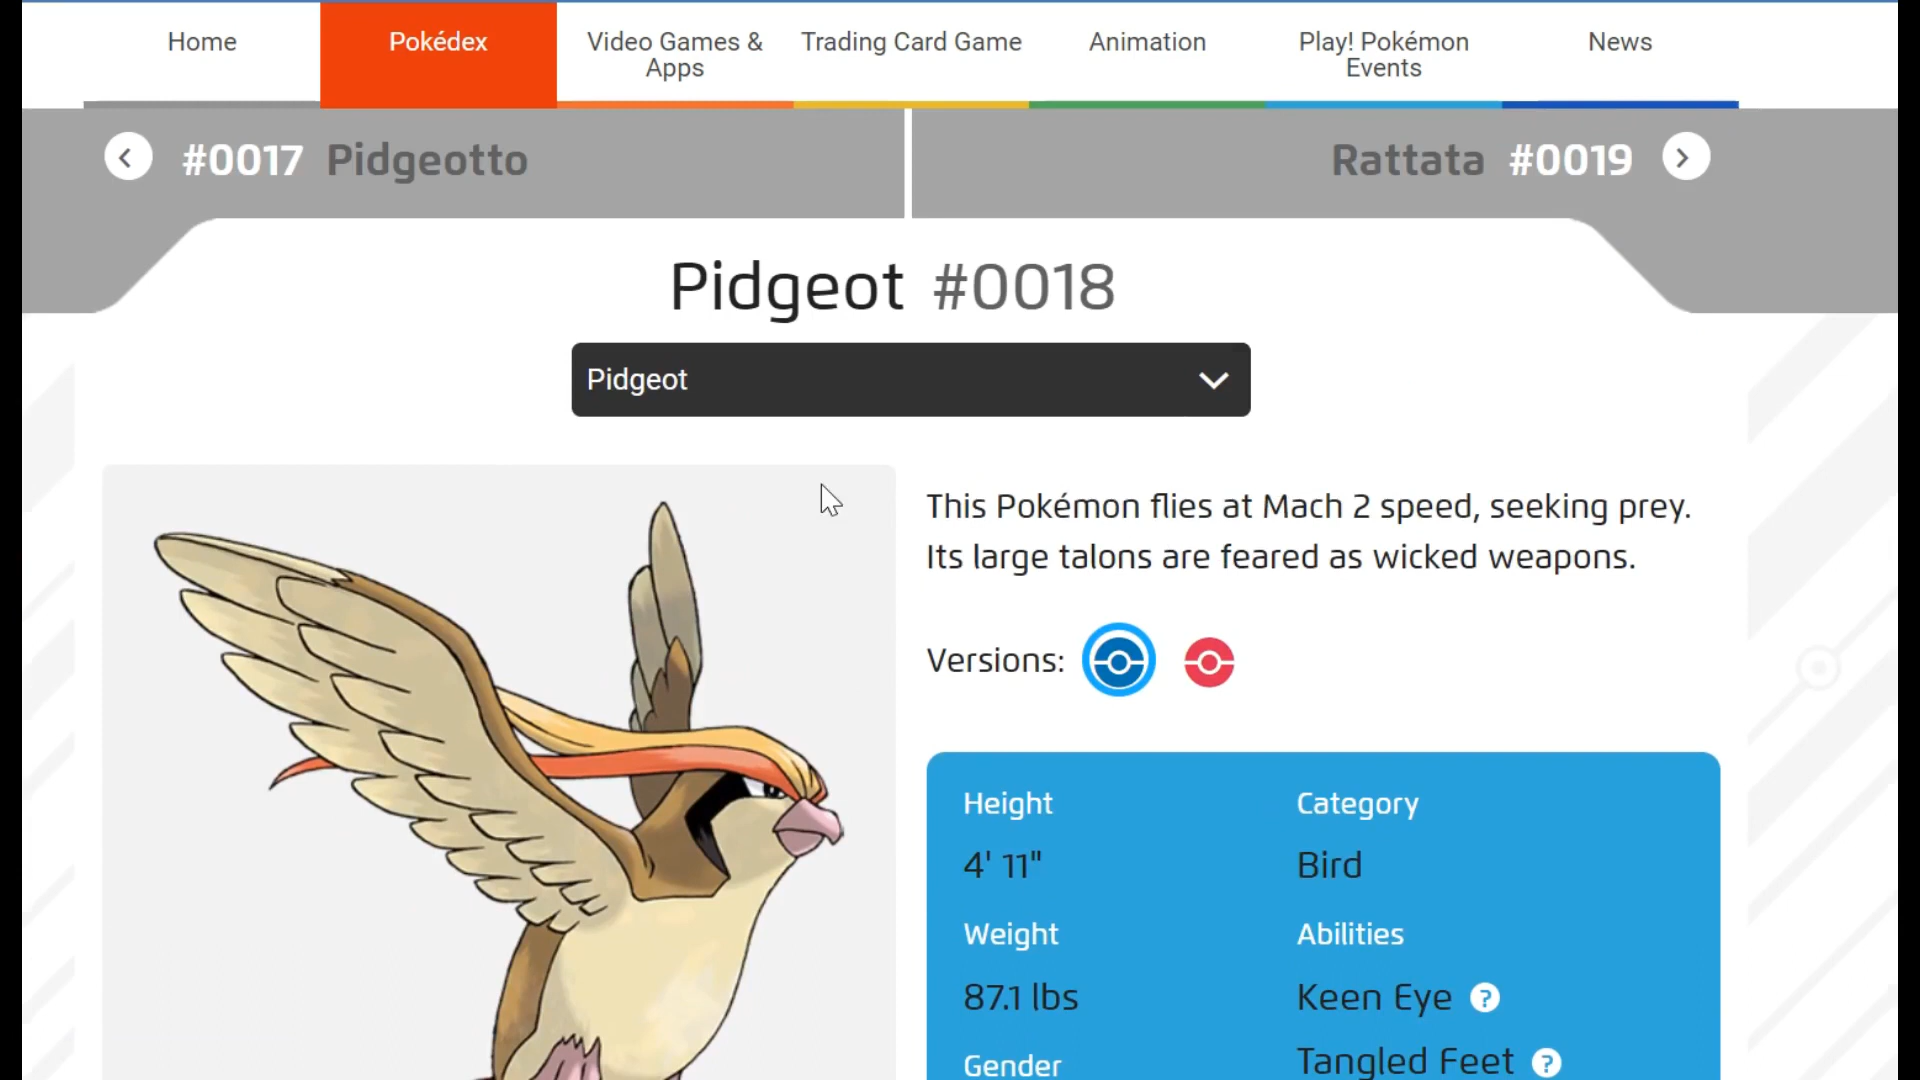 Home
Pokédex
Video Games &
Apps
Trading Card Game
Animation
Play! Pokémon
Events
News
#0017 Pidgeotto
Rattata #0019
Pidgeot #0018
Pidgeot
This Pokémon flies at Mach 2 speed, seeking prey.
Its large talons are feared as wicked weapons.
Versions:
Height
4' 11"
Category
Bird
Weight
87.1 lbs
Abilities
Keen Eye ?
Tangled Feet ?
Gender